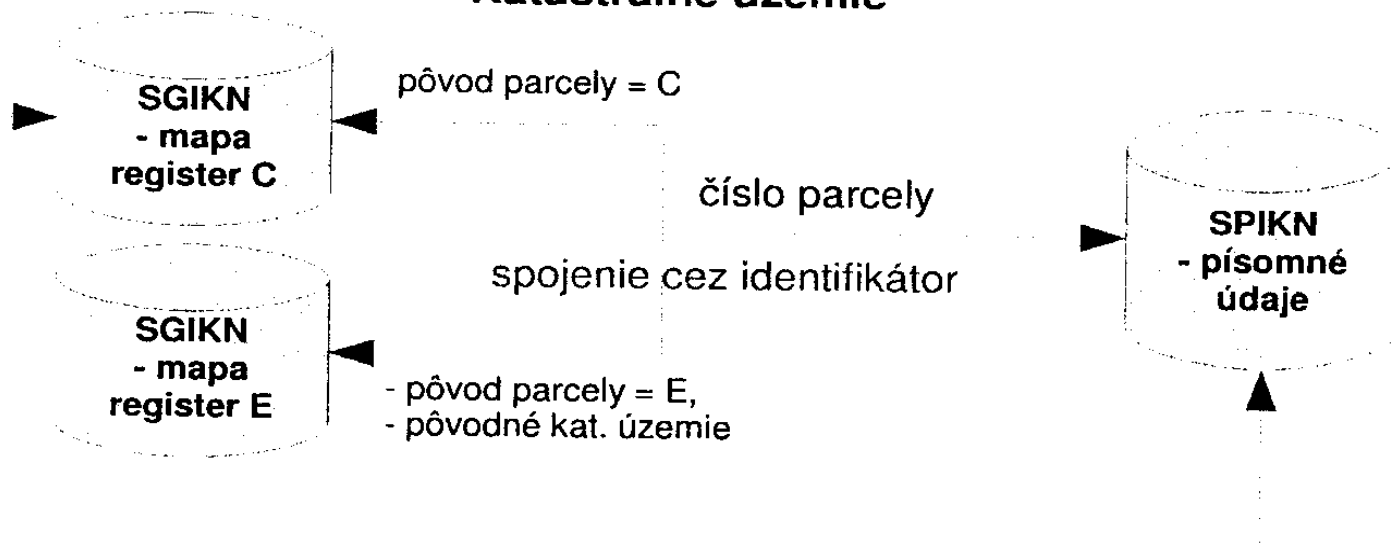 SGIKN
- mapa
register C
pôvod parcely = C
číslo parcely
spojenie cez identifikátor
SPIKN
- písomné
údaje
SGIKN
- mapa
register E
- pôvod parcely = E,
- pôvodné kat. územie